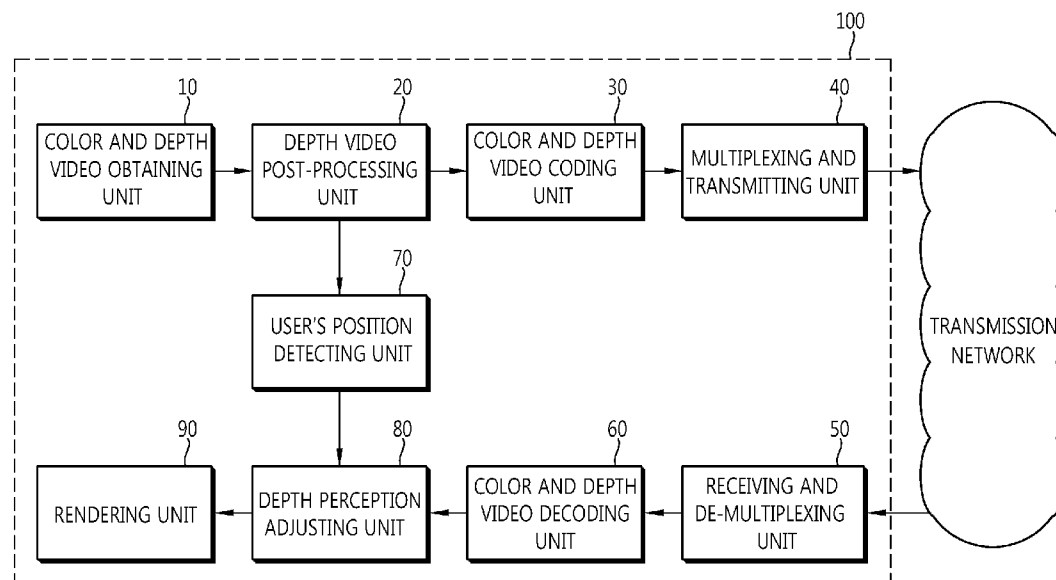 100
10
20
30
40
COLOR AND DEPTH
VIDEO OBTAINING
UNIT
DEPTH VIDEO
POST-PROCESSING
UNIT
COLOR AND DEPTH
VIDEO CODING
UNIT
MULTIPLEXING AND
TRANSMITTING UNIT
70
USER'S POSITION
DETECTING UNIT
TRANSMISSION
NETWORK
90
80
60
50
RENDERING UNIT
DEPTH PERCEPTION
ADJUSTING UNIT
COLOR AND DEPTH
VIDEO DECODING
UNIT
RECEIVING AND
DE-MULTIPLEXING
UNIT